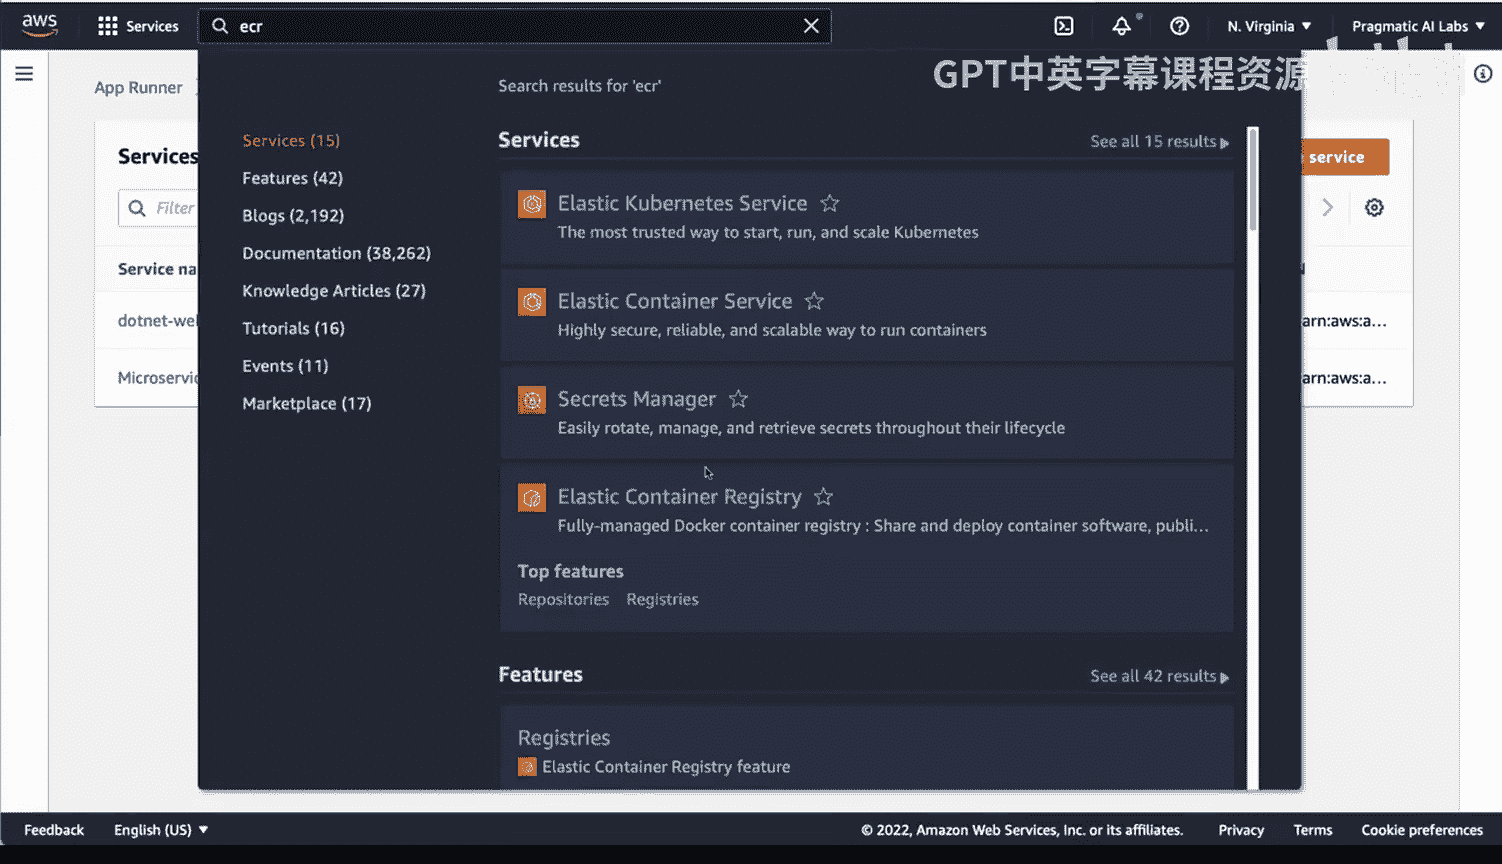 aws
Services
ecr
N. Virginia
Pragmatic AI Labs
GPT中英字幕课程资源
App Runner
Search results for 'ecr'
Services (15)
Features (42)
Blogs (2,192)
Documentation (38,262)
Knowledge Articles (27)
Tutorials (16)
Events (11)
Marketplace (17)
Services
See all 15 results
Elastic Kubernetes Service
The most trusted way to start, run, and scale Kubernetes
Elastic Container Service
Highly secure, reliable, and scalable way to run containers
Secrets Manager
Easily rotate, manage, and retrieve secrets throughout their lifecycle
Elastic Container Registry
Fully-managed Docker container registry : Share and deploy container software, publi...
Top features
Repositories Registries
Features
See all 42 results
Registries
Elastic Container Registry feature
Services
Filter
Service na
dotnet-wel
Microservic
service
arn:aws:a...
arn:aws:a...
Feedback
English (US)
© 2022, Amazon Web Services, Inc. or its affiliates.
Privacy
Terms
Cookie preferences